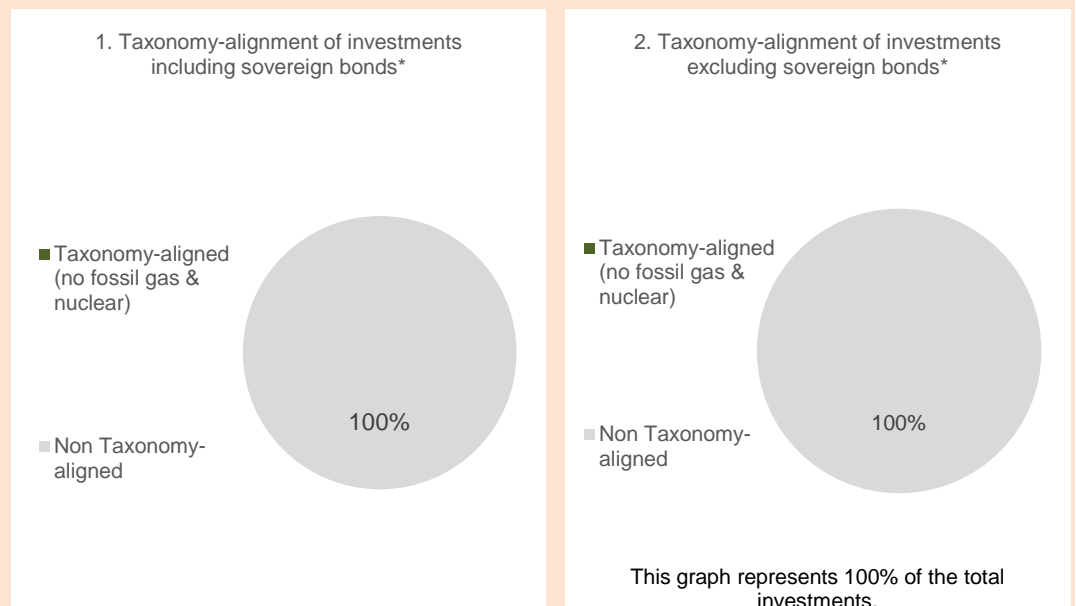 1. Taxonomy-alignment of investments
including sovereign bonds*
Taxonomy-aligned
(no fossil gas &
nuclear)
Non Taxonomy-
aligned
100%
2. Taxonomy-alignment of investments
excluding sovereign bonds*
Taxonomy-aligned
(no fossil gas &
nuclear)
Non Taxonomy-
aligned
100%
This graph represents 100% of the total
investments.